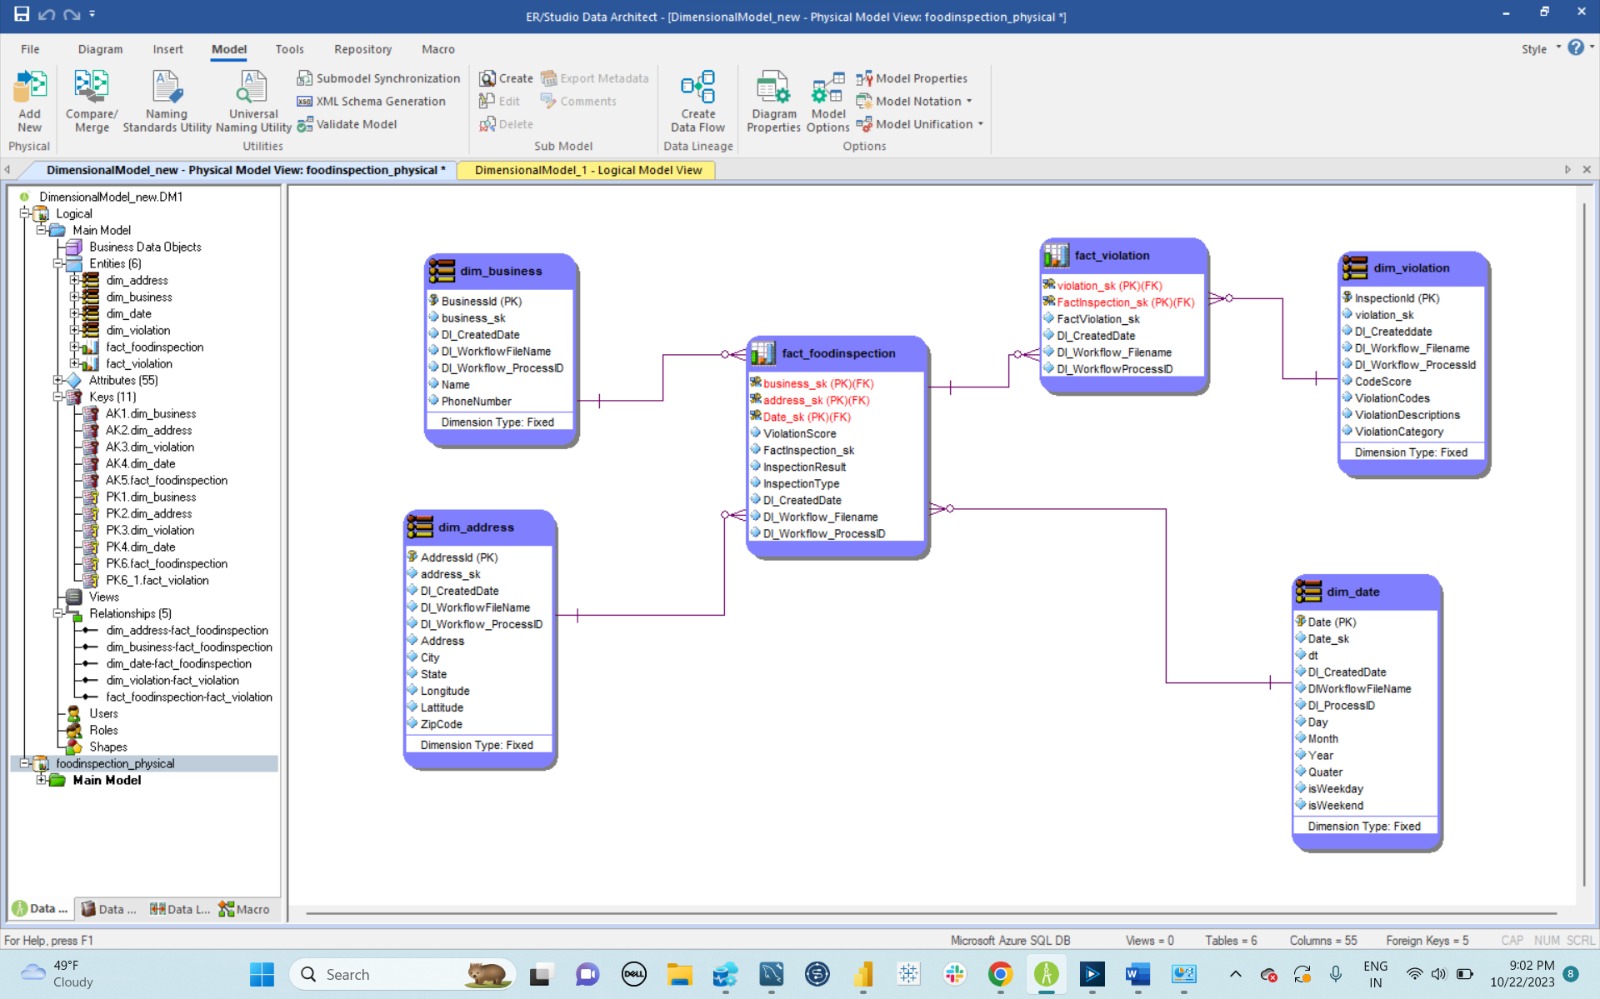 ER/Studio Data Architect - [DimensionalModel_new - Physical Model View: foodinspection_physical *]
File Diagram Insert Model Tools Repository Macro Style
Add New
Physical
Compare/ Merge
Naming Standards Utility
Universal Naming Utility
Submodel Synchronization
XML Schema Generation
Validate Model
Utilities
Create
Edit
Delete
Export Metadata
Comments
Sub Model
Create Data Flow
Data Lineage
Diagram Properties
Model Options
Model Properties
Model Notation
Model Unification
Options
DimensionalModel_new - Physical Model View: foodinspection_physical *
DimensionalModel_1 - Logical Model View
DimensionalModel_new.DM1
Logical
Main Model
Business Data Objects
Entities (6)
dim_address
dim_business
dim_date
dim_violation
fact_foodinspection
fact_violation
Attributes (55)
Keys (11)
AK1.dim_business
AK2.dim_address
AK3.dim_violation
AK4.dim_date
AK5.fact_foodinspection
PK1.dim_business
PK2.dim_address
PK3.dim_violation
PK4.dim_date
PK6.fact_foodinspection
PK6_1.fact_violation
Views
Relationships (5)
dim_address-fact_foodinspection
dim_business-fact_foodinspection
dim_date-fact_foodinspection
dim_violation-fact_violation
fact_foodinspection-fact_violation
Users
Roles
Shapes
foodinspection_physical
Main Model
Data ... Data ... Data L... Macro
dim_business
BusinessId (PK)
business_sk
DI_CreatedDate
DI_WorkflowFileName
DI_Workflow_ProcessID
Name
PhoneNumber
Dimension Type: Fixed
dim_address
AddressId (PK)
address_sk
DI_CreatedDate
DI_WorkflowFileName
DI_Workflow_ProcessID
Address
City
State
Longitude
Lattitude
ZipCode
Dimension Type: Fixed
fact_foodinspection
business_sk (PK)(FK)
address_sk (PK)(FK)
Date_sk (PK)(FK)
ViolationScore
FactInspection_sk
InspectionResult
InspectionType
DI_CreatedDate
DI_Workflow_Filename
DI_Workflow_ProcessID
fact_violation
violation_sk (PK)(FK)
FactInspection_sk (PK)(FK)
FactViolation_sk
DI_CreatedDate
DI_Workflow_Filename
DI_WorkflowProcessID
dim_violation
InspectionId (PK)
violation_sk
DI_Createddate
DI_Workflow_Filename
DI_Workflow_ProcessId
CodeScore
ViolationCodes
ViolationDescriptions
ViolationCategory
Dimension Type: Fixed
dim_date
Date (PK)
Date_sk
dt
DI_CreatedDate
DIWorkflowFileName
DI_ProcessID
Day
Month
Year
Quater
isWeekday
isWeekend
Dimension Type: Fixed
For Help, press F1
Microsoft Azure SQL DB Views = 0 Tables = 6 Columns = 55 Foreign Keys = 5 CAP NUM SCRL
49°F
Cloudy
Search
DELL
ENG
IN
9:02 PM
10/22/2023
8